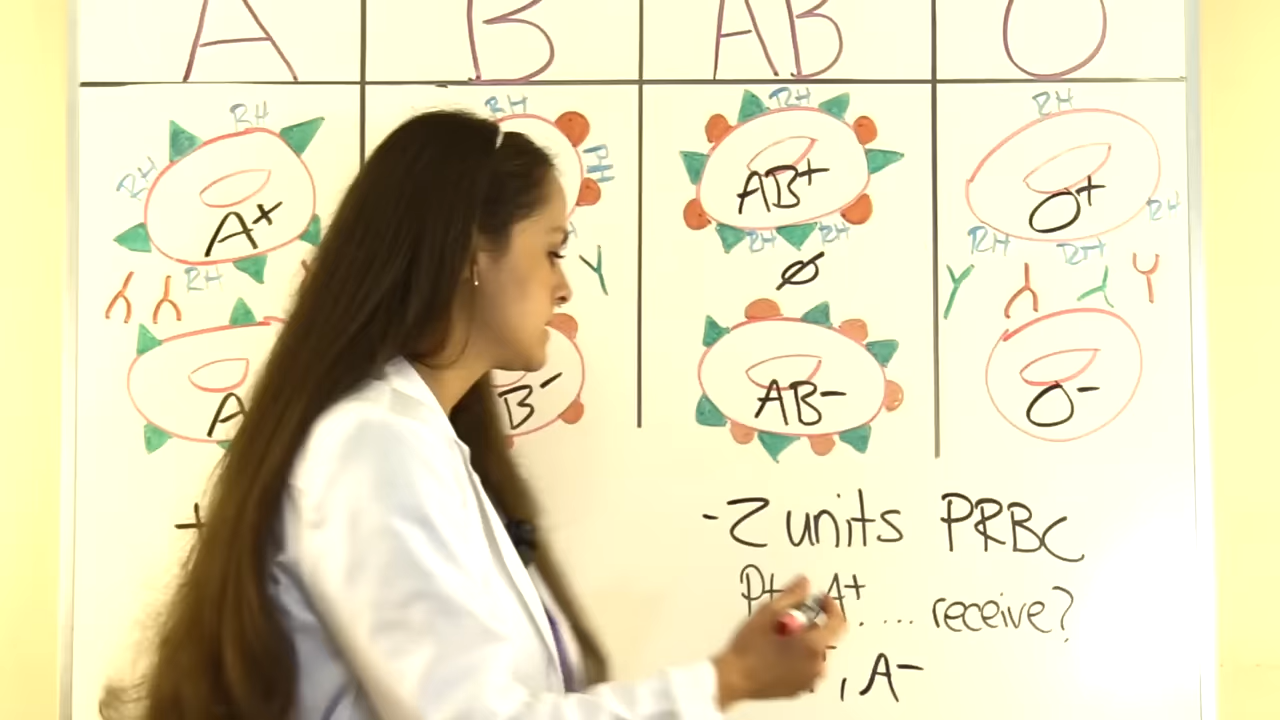 A B AB O
RH RH RH RH
RH RH
A+ AB+ O+
RH
RH RH RH RH RH
Ø
A B- AB- O-
+
-2 units PRBC
Pt A+.... receive?
, A-